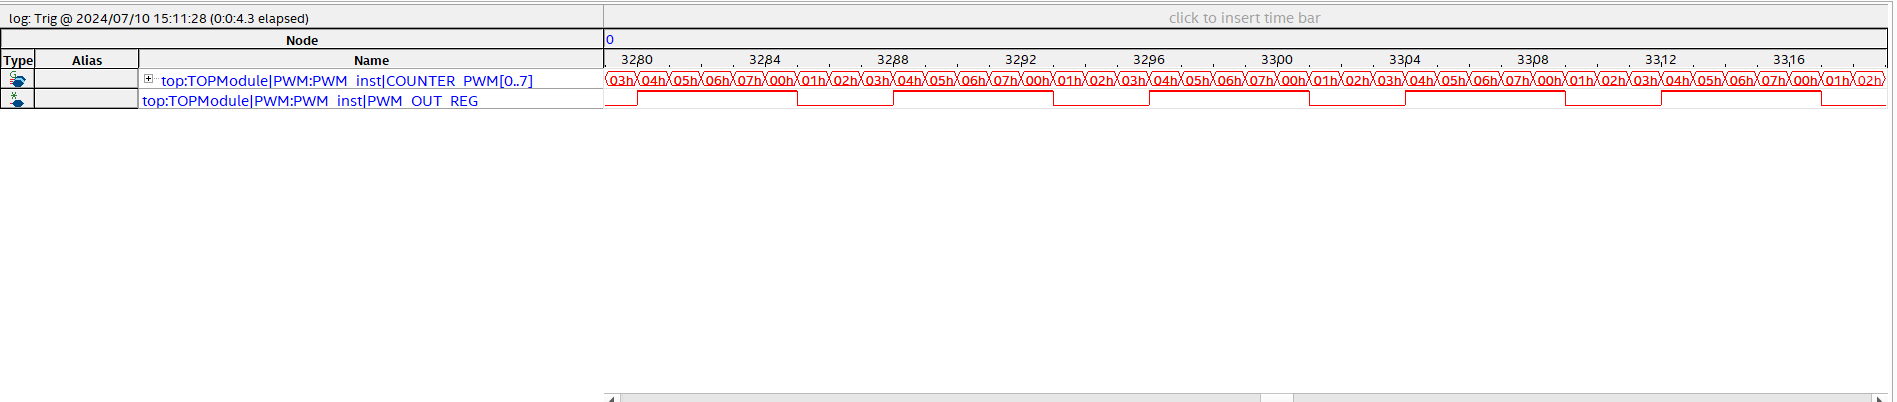 log: Trig @ 2024/07/10 15:11:28 (0:0:4.3 elapsed)
click to insert time bar
Node
0
Type Alias Name
3280 3284 3288 3292 3296 3300 3304 3308 3312 3316
top:TOPModule|PWM:PWM_inst|COUNTER_PWM[0..7]
03h 04h 05h 06h 07h 00h 01h 02h 03h 04h 05h 06h 07h 00h 01h 02h 03h 04h 05h 06h 07h 00h 01h 02h 03h 04h 05h 06h 07h 00h 01h 02h 03h 04h 05h 06h 07h 00h 01h 02h
top:TOPModule|PWM:PWM_inst|PWM_OUT_REG